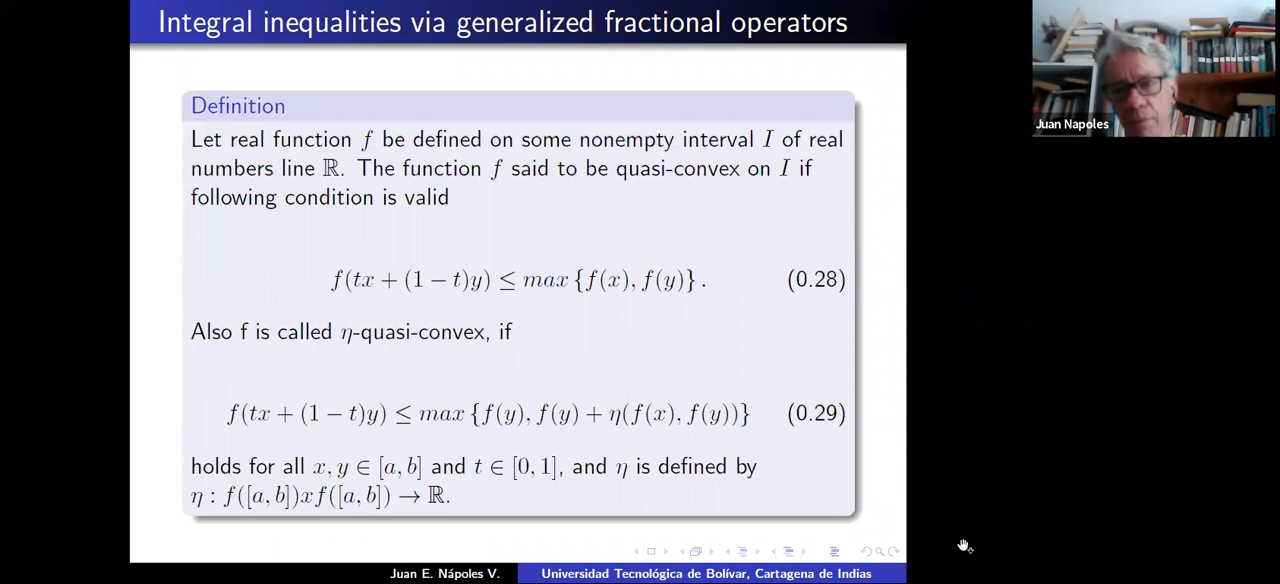 Integral inequalities via generalized fractional operators
Juan Napoles
Definition
Let real function f be defined on some nonempty interval I of real
numbers line ℝ. The function f said to be quasi-convex on I if
following condition is valid
f(tx + (1 − t)y) ≤ max {f(x), f(y)} . (0.28)
Also f is called η-quasi-convex, if
f(tx + (1 − t)y) ≤ max {f(y), f(y) + η(f(x), f(y))} (0.29)
holds for all x, y ∈ [a, b] and t ∈ [0, 1], and η is defined by
η : f([a, b])xf([a, b]) → ℝ.
Juan E. Nápoles V. Universidad Tecnológica de Bolívar, Cartagena de Indias